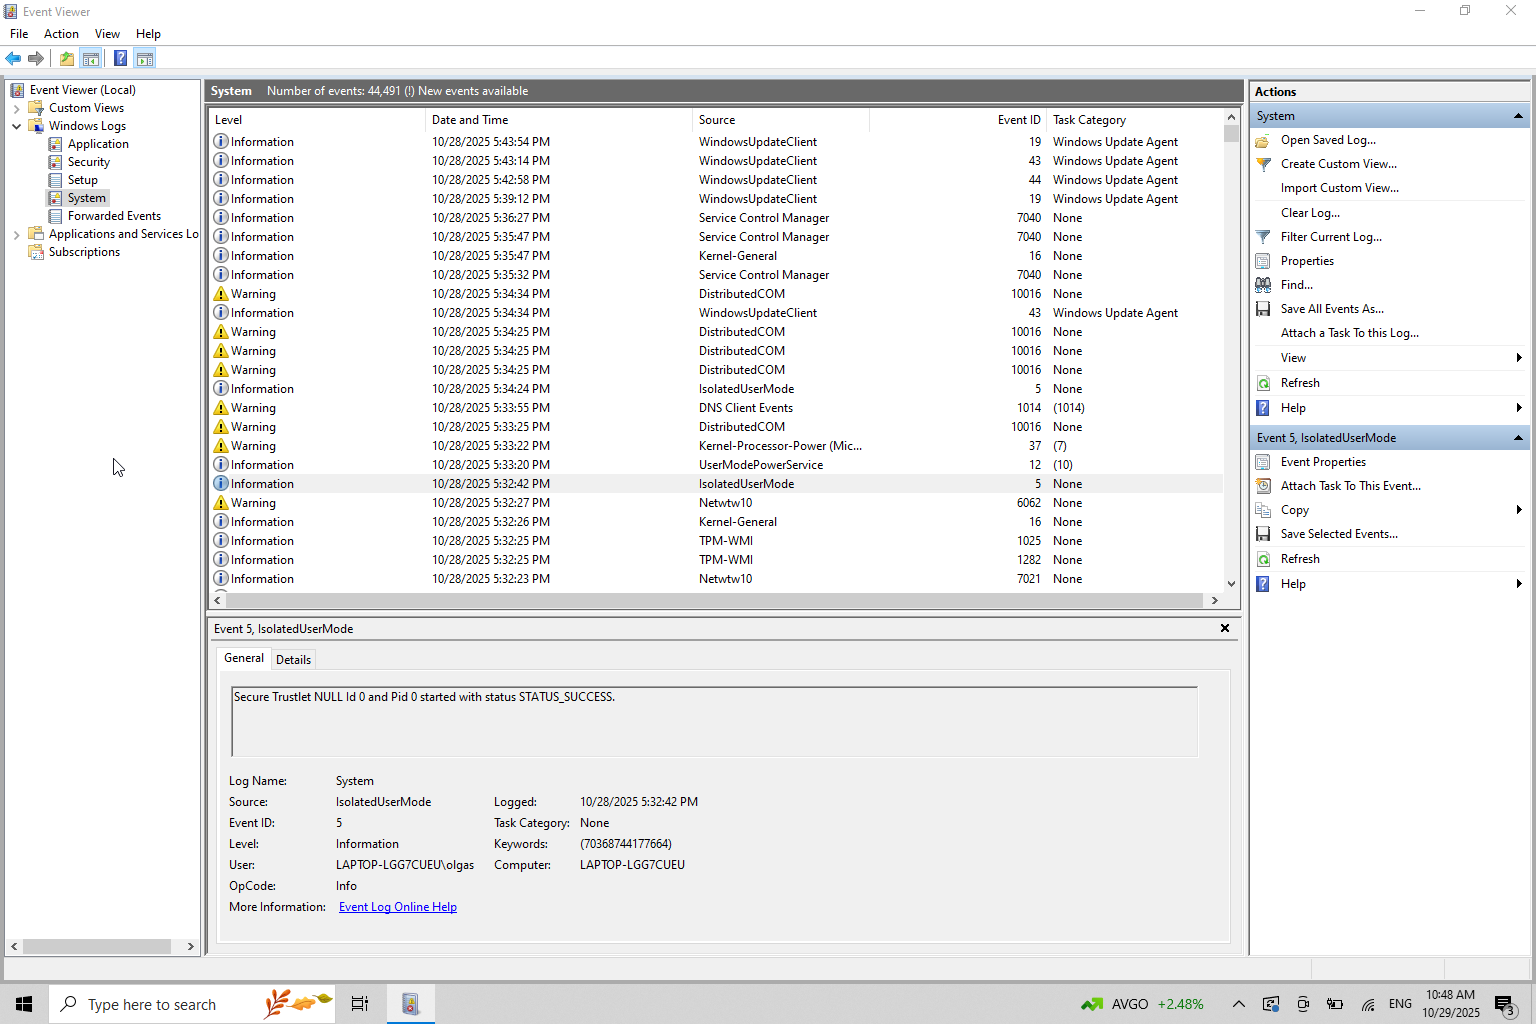 Event Viewer
File Action View Help
Event Viewer (Local)
Custom Views
Windows Logs
Application
Security
Setup
System
Forwarded Events
Applications and Services Lo
Subscriptions
System Number of events: 44,491 (!) New events available
Level Date and Time Source Event ID Task Category
Information 10/28/2025 5:43:54 PM WindowsUpdateClient 19 Windows Update Agent
Information 10/28/2025 5:43:14 PM WindowsUpdateClient 43 Windows Update Agent
Information 10/28/2025 5:42:58 PM WindowsUpdateClient 44 Windows Update Agent
Information 10/28/2025 5:39:12 PM WindowsUpdateClient 19 Windows Update Agent
Information 10/28/2025 5:36:27 PM Service Control Manager 7040 None
Information 10/28/2025 5:35:47 PM Service Control Manager 7040 None
Information 10/28/2025 5:35:47 PM Kernel-General 16 None
Information 10/28/2025 5:35:32 PM Service Control Manager 7040 None
Warning 10/28/2025 5:34:34 PM DistributedCOM 10016 None
Information 10/28/2025 5:34:34 PM WindowsUpdateClient 43 Windows Update Agent
Warning 10/28/2025 5:34:25 PM DistributedCOM 10016 None
Warning 10/28/2025 5:34:25 PM DistributedCOM 10016 None
Warning 10/28/2025 5:34:25 PM DistributedCOM 10016 None
Information 10/28/2025 5:34:24 PM IsolatedUserMode 5 None
Warning 10/28/2025 5:33:55 PM DNS Client Events 1014 (1014)
Warning 10/28/2025 5:33:25 PM DistributedCOM 10016 None
Warning 10/28/2025 5:33:22 PM Kernel-Processor-Power (Mic... 37 (7)
Information 10/28/2025 5:33:20 PM UserModePowerService 12 (10)
Information 10/28/2025 5:32:42 PM IsolatedUserMode 5 None
Warning 10/28/2025 5:32:27 PM Netwtw10 6062 None
Information 10/28/2025 5:32:26 PM Kernel-General 16 None
Information 10/28/2025 5:32:25 PM TPM-WMI 1025 None
Information 10/28/2025 5:32:25 PM TPM-WMI 1282 None
Information 10/28/2025 5:32:23 PM Netwtw10 7021 None
Event 5, IsolatedUserMode
General Details
Secure Trustlet NULL Id 0 and Pid 0 started with status STATUS_SUCCESS.
Log Name: System
Source: IsolatedUserMode Logged: 10/28/2025 5:32:42 PM
Event ID: 5 Task Category: None
Level: Information Keywords: (70368744177664)
User: LAPTOP-LGG7CUEU\olgas Computer: LAPTOP-LGG7CUEU
OpCode: Info
More Information: Event Log Online Help
Actions
System
Open Saved Log...
Create Custom View...
Import Custom View...
Clear Log...
Filter Current Log...
Properties
Find...
Save All Events As...
Attach a Task To this Log...
View
Refresh
Help
Event 5, IsolatedUserMode
Event Properties
Attach Task To This Event...
Copy
Save Selected Events...
Refresh
Help
Type here to search
AVGO +2.48%
ENG
10:48 AM
10/29/2025
3